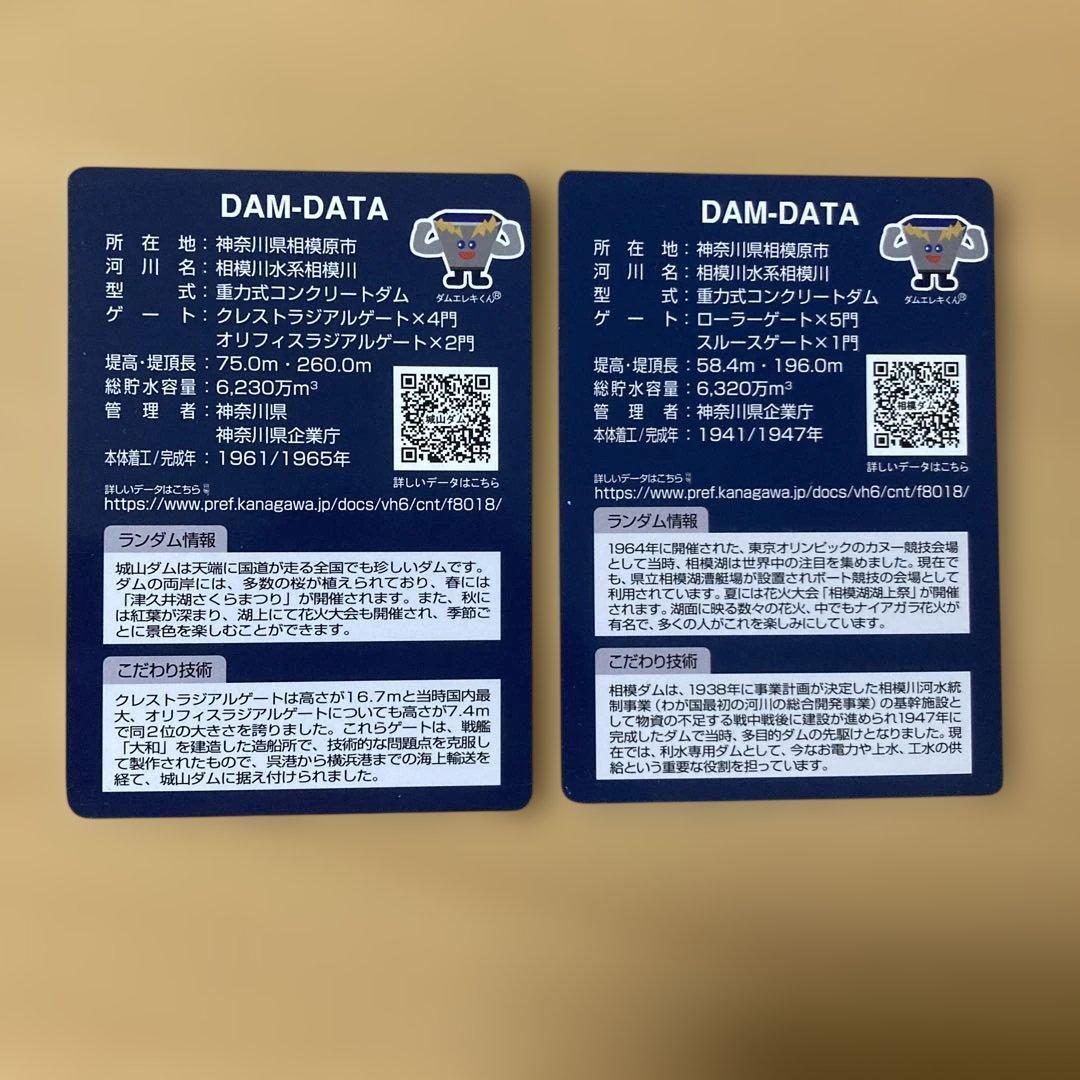 DAM-DATA
所在地：神奈川県相模原市
河川名：相模川水系相模川
型式：重力式コンクリートダム
ゲート：クレストラジアルゲート×4門
オリフィスラジアルゲート×2門
堤高・堤頂長：75.0m・260.0m
総貯水容量：6,230万m³
管理者：神奈川県
神奈川県企業庁
本体着工/完成年：1961/1965年
ダムエレキくん®
城山ダム
詳しいデータはこちら
詳しいデータはこちら
https://www.pref.kanagawa.jp/docs/vh6/cnt/f8018/
ランダム情報
城山ダムは天端に国道が走る全国でも珍しいダムです。
ダムの両岸には、多数の桜が植えられており、春には
「津久井湖さくらまつり」が開催されます。また、秋に
は紅葉が深まり、湖上にて花火大会も開催され、季節ご
とに景色を楽しむことができます。
こだわり技術
クレストラジアルゲートは高さが16.7mと当時国内最
大、オリフィスラジアルゲートについても高さが7.4m
で同2位の大きさを誇りました。これらゲートは、戦艦
「大和」を建造した造船所で、技術的な問題点を克服し
て製作されたもので、呉港から横浜港までの海上輸送を
経て、城山ダムに据え付けられました。
DAM-DATA
所在地：神奈川県相模原市
河川名：相模川水系相模川
型式：重力式コンクリートダム
ゲート：ローラーゲート×5門
スルースゲート×1門
堤高・堤頂長：58.4m・196.0m
総貯水容量：6,320万m³
管理者：神奈川県企業庁
本体着工/完成年：1941/1947年
ダムエレキくん®
相模ダム
詳しいデータはこちら
詳しいデータはこちら
https://www.pref.kanagawa.jp/docs/vh6/cnt/f8018/
ランダム情報
1964年に開催された、東京オリンピックのカヌー競技会場
として当時、相模湖は世界中の注目を集めました。現在で
も、県立相模湖漕艇場が設置されボート競技の会場として
利用されています。夏には花火大会「相模湖湖上祭」が開催
されます。湖面に映る数々の花火、中でもナイアガラ花火が
有名で、多くの人がこれを楽しみにしています。
こだわり技術
相模ダムは、1938年に事業計画が決定した相模川河水統
制事業（わが国最初の河川の総合開発事業）の基幹施設と
して物資の不足する戦中戦後に建設が進められ1947年に
完成したダムで当時、多目的ダムの先駆けとなりました。現
在では、利水専用ダムとして、今なお電力や上水、工水の供
給という重要な役割を担っています。